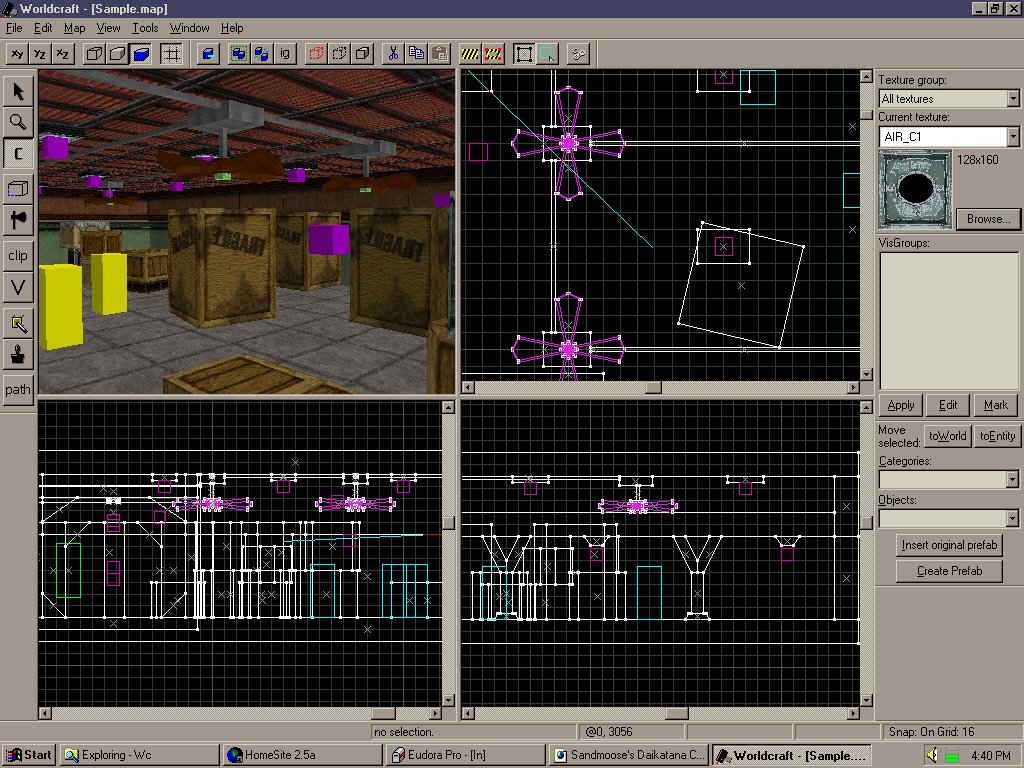 Worldcraft - [Sample.map]
File Edit Map View Tools Window Help
xy yz xz ig
C
clip
V
path
FRAGILE
FRAGILE
Texture group:
All textures
Current texture:
AIR_C1
128x160
Browse...
VisGroups:
Apply Edit Mark
Move selected: toWorld toEntity
Categories:
Objects:
Insert original prefab
Create Prefab
no selection. @0, 3056 Snap: On Grid: 16
Start Exploring - Wc HomeSite 2.5a Eudora Pro - [In] Sandmoose's Daikatana C... Worldcraft - [Sample.... 4:40 PM